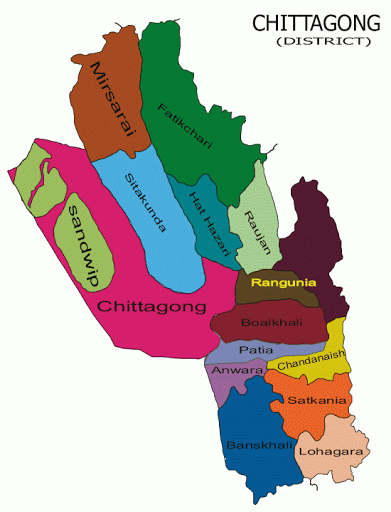 CHITTAGONG
(DISTRICT)
Mirsarai
Fatikchari
Sitakunda
Hat Hazari
Raujan
sandwip
Rangunia
Chittagong
Boalkhali
Patia
Chandanaish
Anwara
Satkania
Banskhali
Lohagara